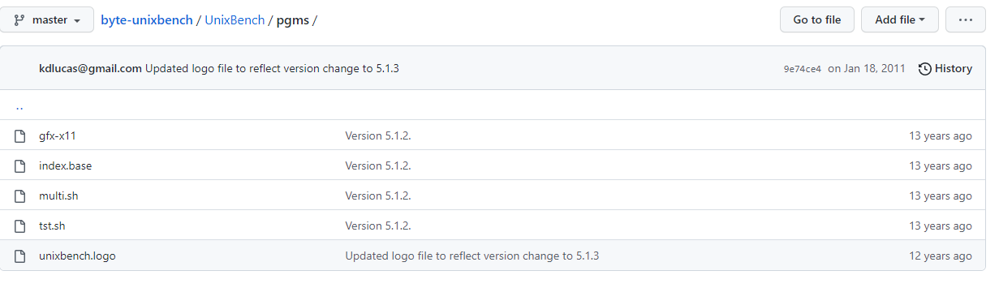 master byte-unixbench / UnixBench / pgms / Go to file Add file ...
kdlucas@gmail.com Updated logo file to reflect version change to 5.1.3 9e74ce4 on Jan 18, 2011 History
..
gfx-x11 Version 5.1.2. 13 years ago
index.base Version 5.1.2. 13 years ago
multi.sh Version 5.1.2. 13 years ago
tst.sh Version 5.1.2. 13 years ago
unixbench.logo Updated logo file to reflect version change to 5.1.3 12 years ago